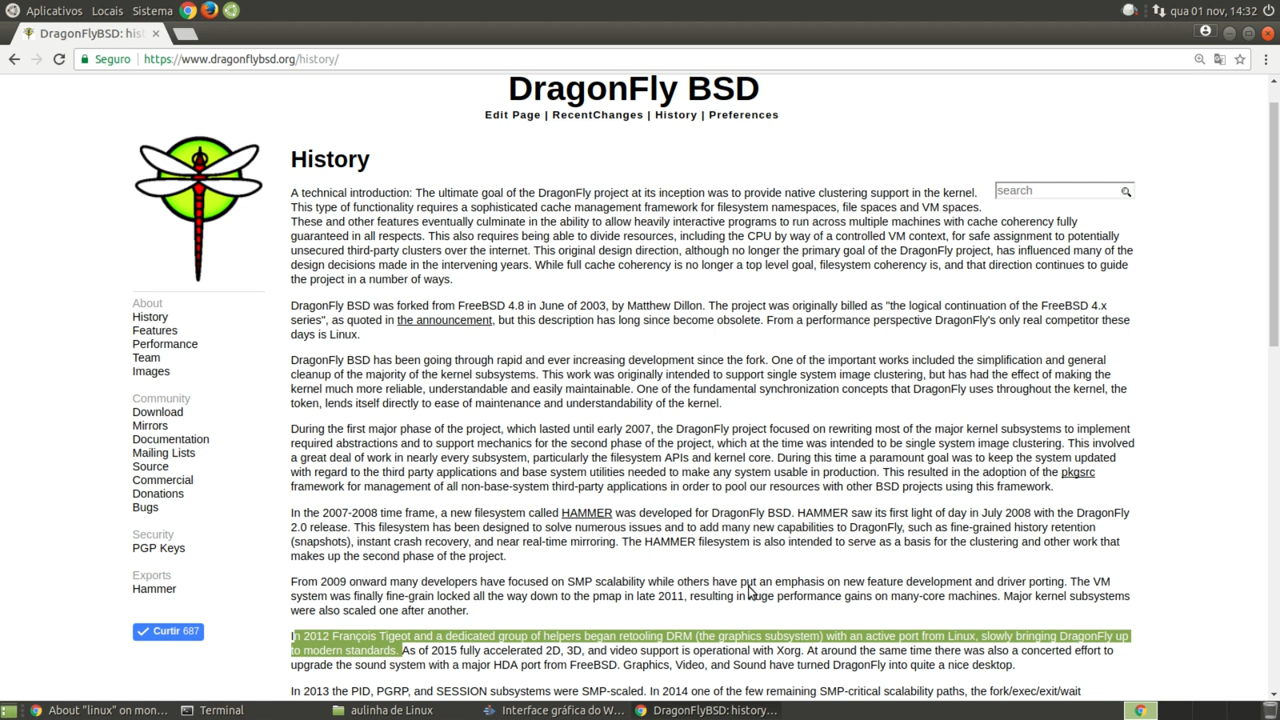 Aplicativos Locais Sistema qua 01 nov, 14:32
DragonFlyBSD: his
Seguro https://www.dragonflybsd.org/history/
DragonFly BSD
Edit Page | RecentChanges | History | Preferences
History
search
A technical introduction: The ultimate goal of the DragonFly project at its inception was to provide native clustering support in the kernel.
This type of functionality requires a sophisticated cache management framework for filesystem namespaces, file spaces and VM spaces.
These and other features eventually culminate in the ability to allow heavily interactive programs to run across multiple machines with cache coherency fully
guaranteed in all respects. This also requires being able to divide resources, including the CPU by way of a controlled VM context, for safe assignment to potentially
unsecured third-party clusters over the internet. This original design direction, although no longer the primary goal of the DragonFly project, has influenced many of the
design decisions made in the intervening years. While full cache coherency is no longer a top level goal, filesystem coherency is, and that direction continues to guide
the project in a number of ways.
DragonFly BSD was forked from FreeBSD 4.8 in June of 2003, by Matthew Dillon. The project was originally billed as "the logical continuation of the FreeBSD 4.x
series", as quoted in the announcement, but this description has long since become obsolete. From a performance perspective DragonFly's only real competitor these
days is Linux.
DragonFly BSD has been going through rapid and ever increasing development since the fork. One of the important works included the simplification and general
cleanup of the majority of the kernel subsystems. This work was originally intended to support single system image clustering, but has had the effect of making the
kernel much more reliable, understandable and easily maintainable. One of the fundamental synchronization concepts that DragonFly uses throughout the kernel, the
token, lends itself directly to ease of maintenance and understandability of the kernel.
During the first major phase of the project, which lasted until early 2007, the DragonFly project focused on rewriting most of the major kernel subsystems to implement
required abstractions and to support mechanics for the second phase of the project, which at the time was intended to be single system image clustering. This involved
a great deal of work in nearly every subsystem, particularly the filesystem APIs and kernel core. During this time a paramount goal was to keep the system updated
with regard to the third party applications and base system utilities needed to make any system usable in production. This resulted in the adoption of the pkgsrc
framework for management of all non-base-system third-party applications in order to pool our resources with other BSD projects using this framework.
In the 2007-2008 time frame, a new filesystem called HAMMER was developed for DragonFly BSD. HAMMER saw its first light of day in July 2008 with the DragonFly
2.0 release. This filesystem has been designed to solve numerous issues and to add many new capabilities to DragonFly, such as fine-grained history retention
(snapshots), instant crash recovery, and near real-time mirroring. The HAMMER filesystem is also intended to serve as a basis for the clustering and other work that
makes up the second phase of the project.
From 2009 onward many developers have focused on SMP scalability while others have put an emphasis on new feature development and driver porting. The VM
system was finally fine-grain locked all the way down to the pmap in late 2011, resulting in huge performance gains on many-core machines. Major kernel subsystems
were also scaled one after another.
In 2012 François Tigeot and a dedicated group of helpers began retooling DRM (the graphics subsystem) with an active port from Linux, slowly bringing DragonFly up
to modern standards. As of 2015 fully accelerated 2D, 3D, and video support is operational with Xorg. At around the same time there was also a concerted effort to
upgrade the sound system with a major HDA port from FreeBSD. Graphics, Video, and Sound have turned DragonFly into quite a nice desktop.
In 2013 the PID, PGRP, and SESSION subsystems were SMP-scaled. In 2014 one of the few remaining SMP-critical scalability paths, the fork/exec/exit/wait
About
History
Features
Performance
Team
Images
Community
Download
Mirrors
Documentation
Mailing Lists
Source
Commercial
Donations
Bugs
Security
PGP Keys
Exports
Hammer
Curtir 687
About "linux" on mon... Terminal aulinha de Linux Interface gráfica do W... DragonFlyBSD: history...